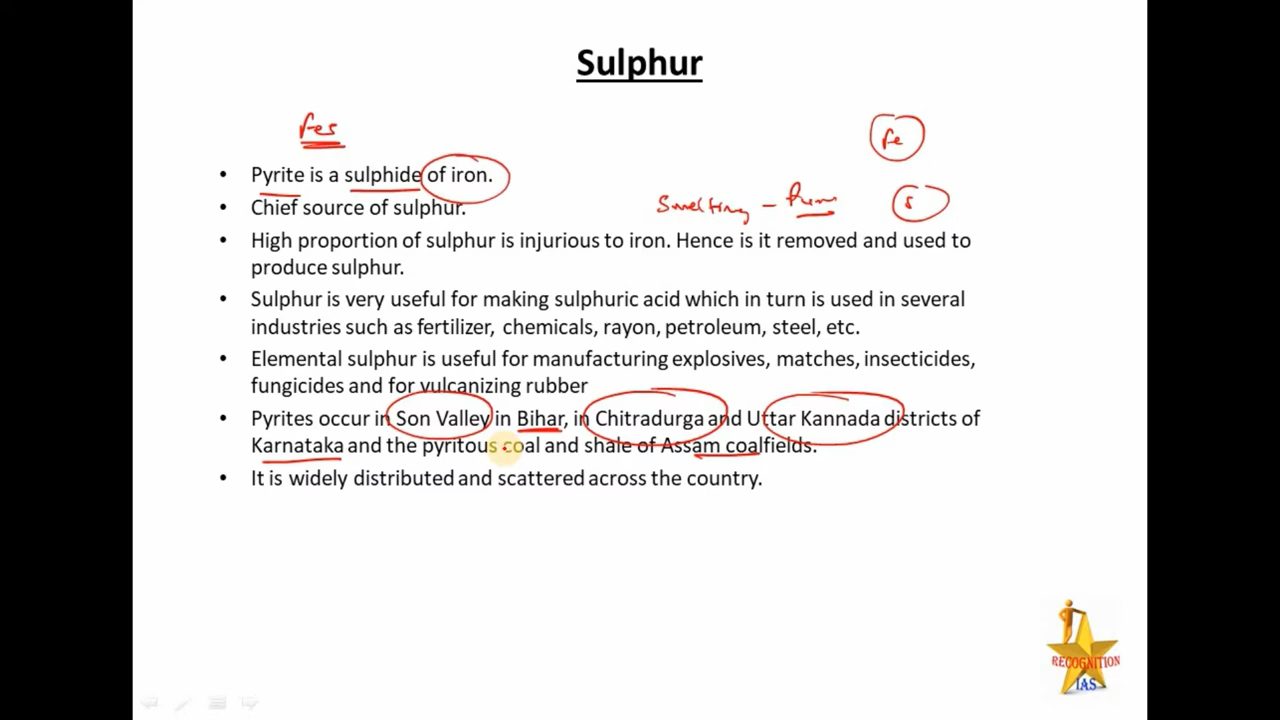 Sulphur
fes
fe
• Pyrite is a sulphide of iron.
Smelting -
s
• Chief source of sulphur.
• High proportion of sulphur is injurious to iron. Hence is it removed and used to
produce sulphur.
• Sulphur is very useful for making sulphuric acid which in turn is used in several
industries such as fertilizer, chemicals, rayon, petroleum, steel, etc.
• Elemental sulphur is useful for manufacturing explosives, matches, insecticides,
fungicides and for vulcanizing rubber
• Pyrites occur in Son Valley in Bihar, in Chitradurga and Uttar Kannada districts of
Karnataka and the pyritous coal and shale of Assam coalfields.
• It is widely distributed and scattered across the country.
RECOGNITION
IAS